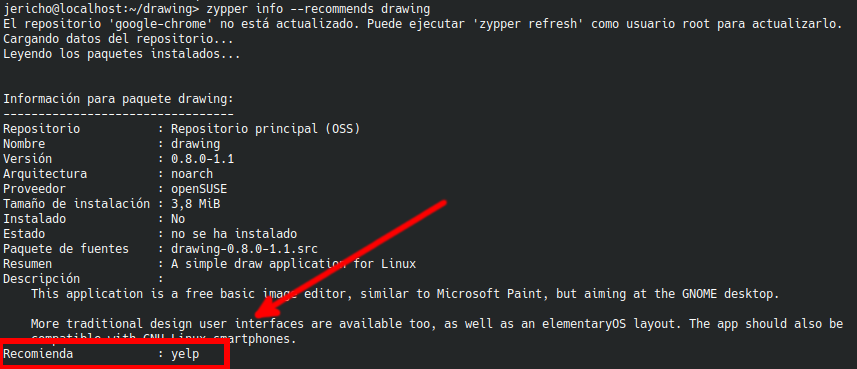 jericho@localhost:~/drawing> zypper info --recommends drawing
El repositorio 'google-chrome' no está actualizado. Puede ejecutar 'zypper refresh' como usuario root para actualizarlo.
Cargando datos del repositorio...
Leyendo los paquetes instalados...
Información para paquete drawing:
---------------------------------
Repositorio : Repositorio principal (OSS)
Nombre : drawing
Versión : 0.8.0-1.1
Arquitectura : noarch
Proveedor : openSUSE
Tamaño de instalación : 3,8 MiB
Instalado : No
Estado : no se ha instalado
Paquete de fuentes : drawing-0.8.0-1.1.src
Resumen : A simple draw application for Linux
Descripción :
This application is a free basic image editor, similar to Microsoft Paint, but aiming at the GNOME desktop.
More traditional design user interfaces are available too, as well as an elementaryOS layout. The app should also be
compatible with GNU Linux smartphones.
Recomienda : yelp